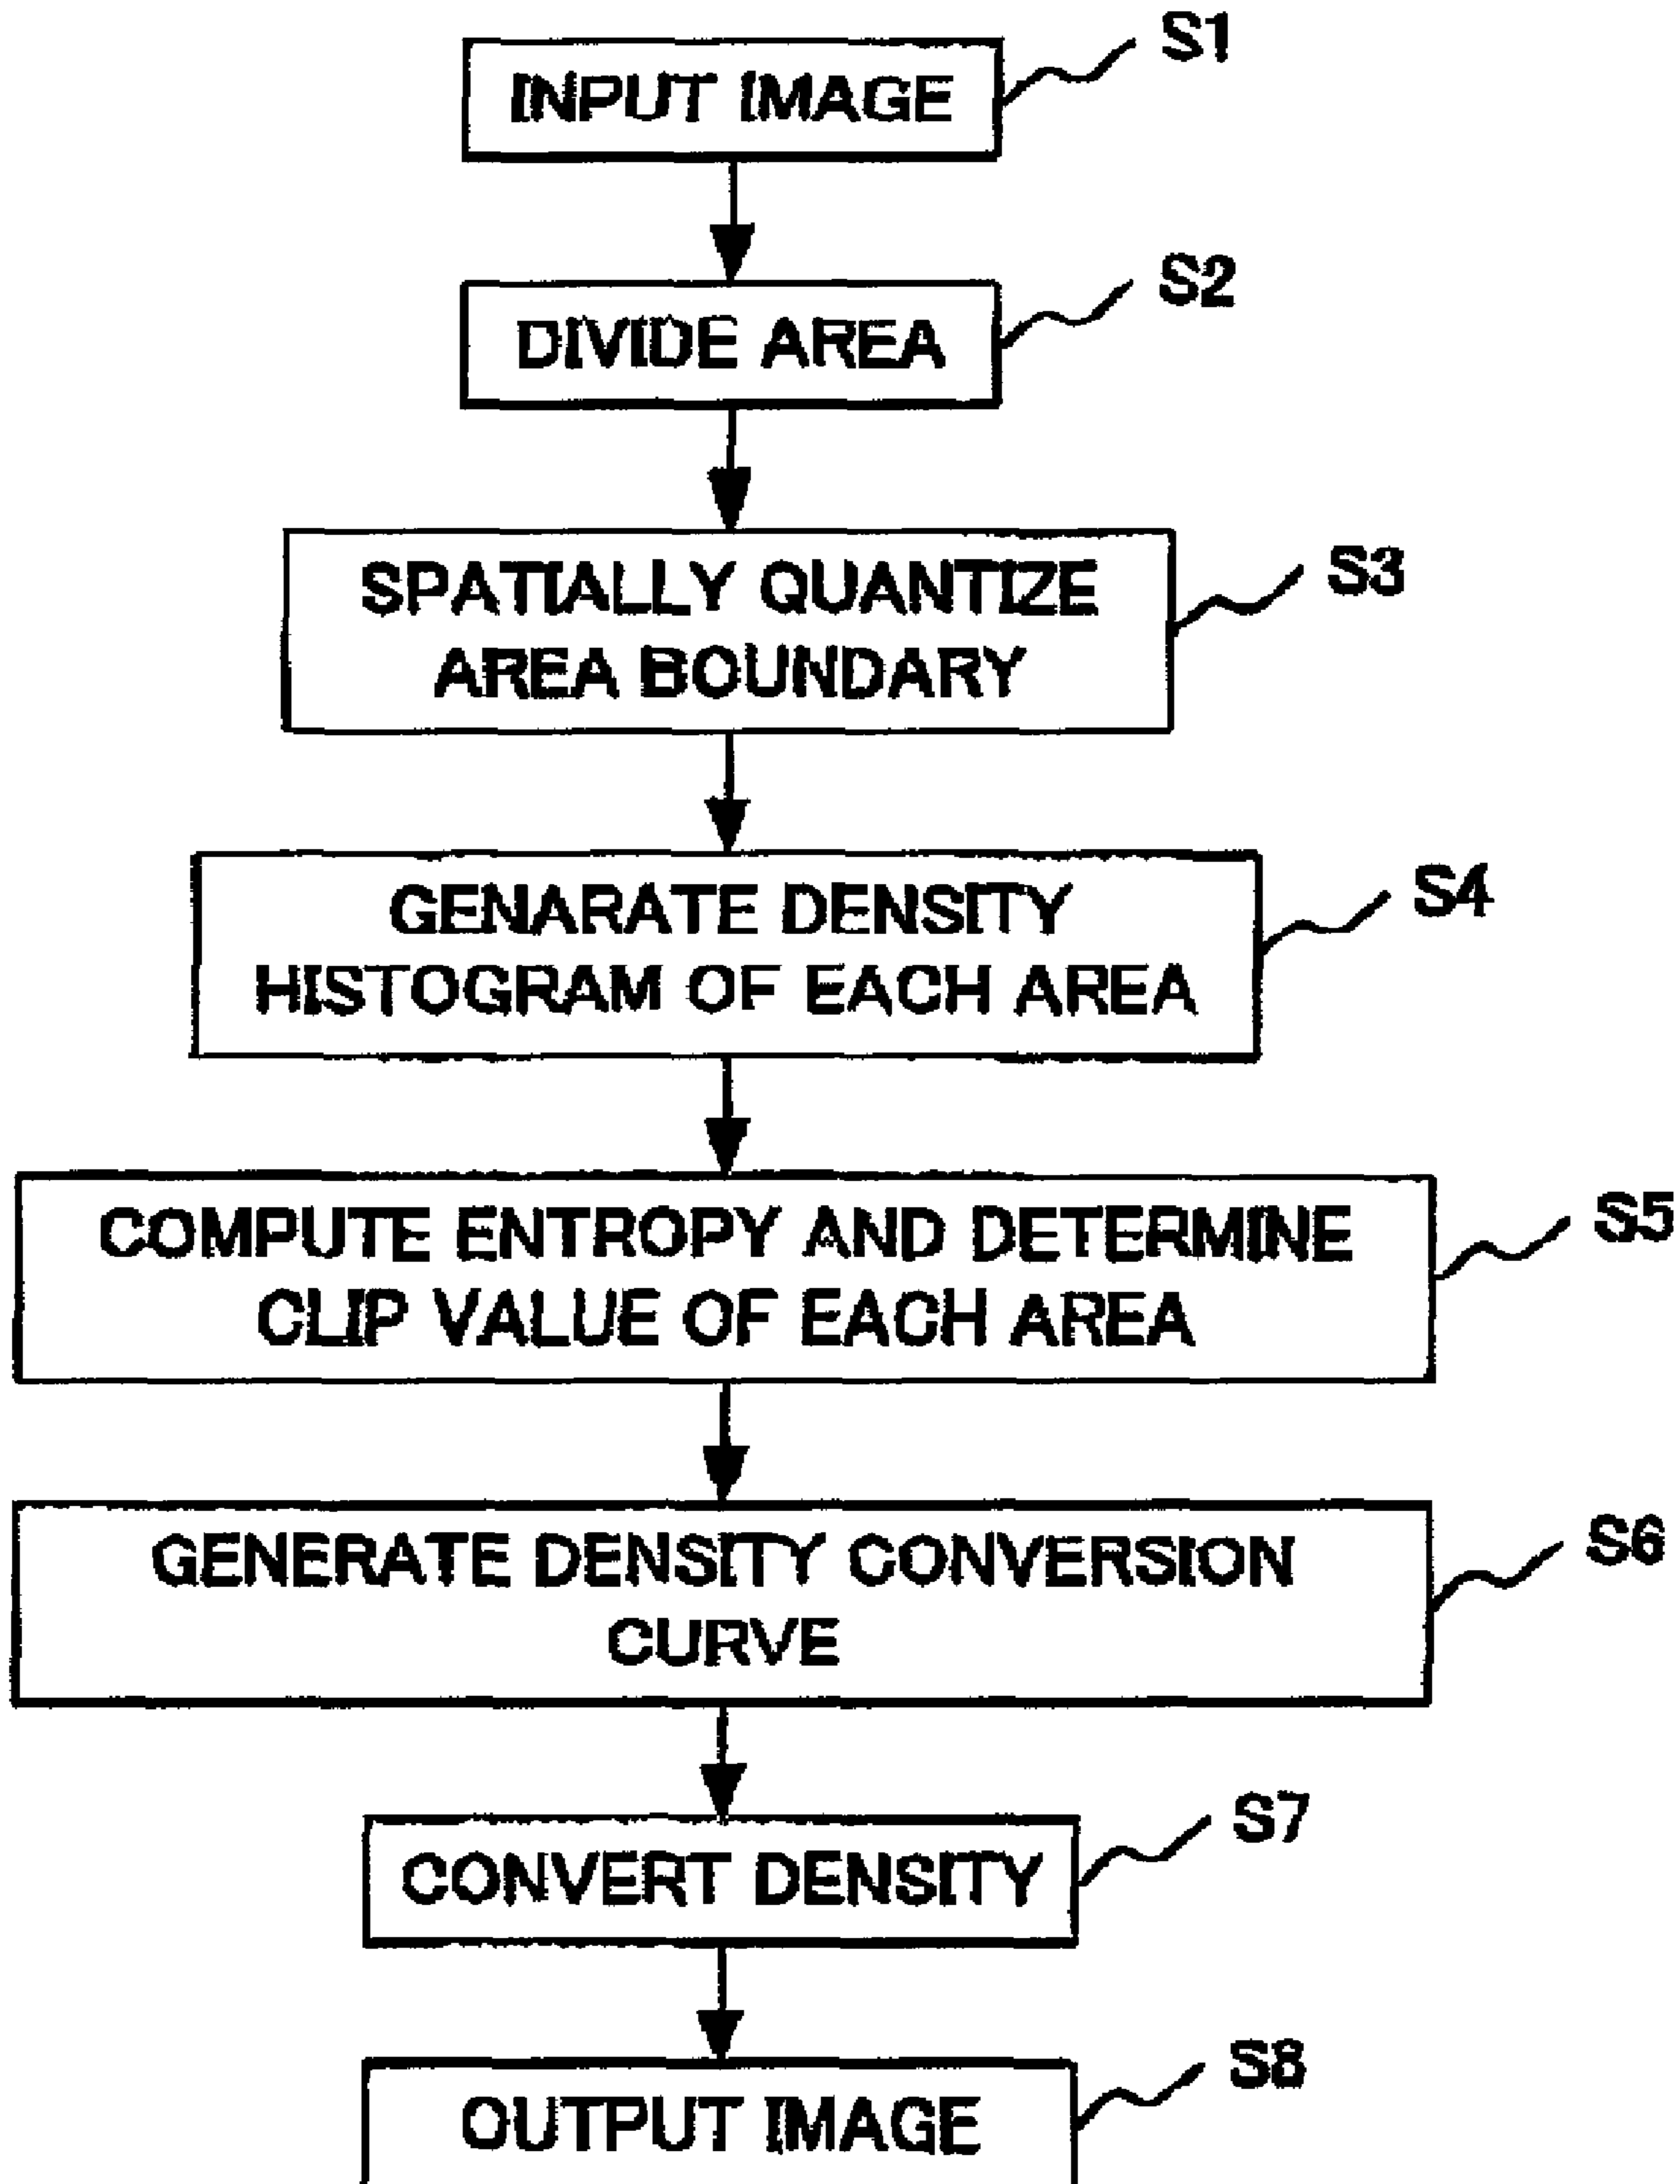 INPUT IMAGE
S1
DIVIDE AREA
S2
SPATIALLY QUANTIZE
AREA BOUNDARY
S3
GENARATE DENSITY
HISTOGRAM OF EACH AREA
S4
COMPUTE ENTROPY AND DETERMINE
CLIP VALUE OF EACH AREA
S5
GENERATE DENSITY CONVERSION
CURVE
S6
CONVERT DENSITY
S7
OUTPUT IMAGE
S8